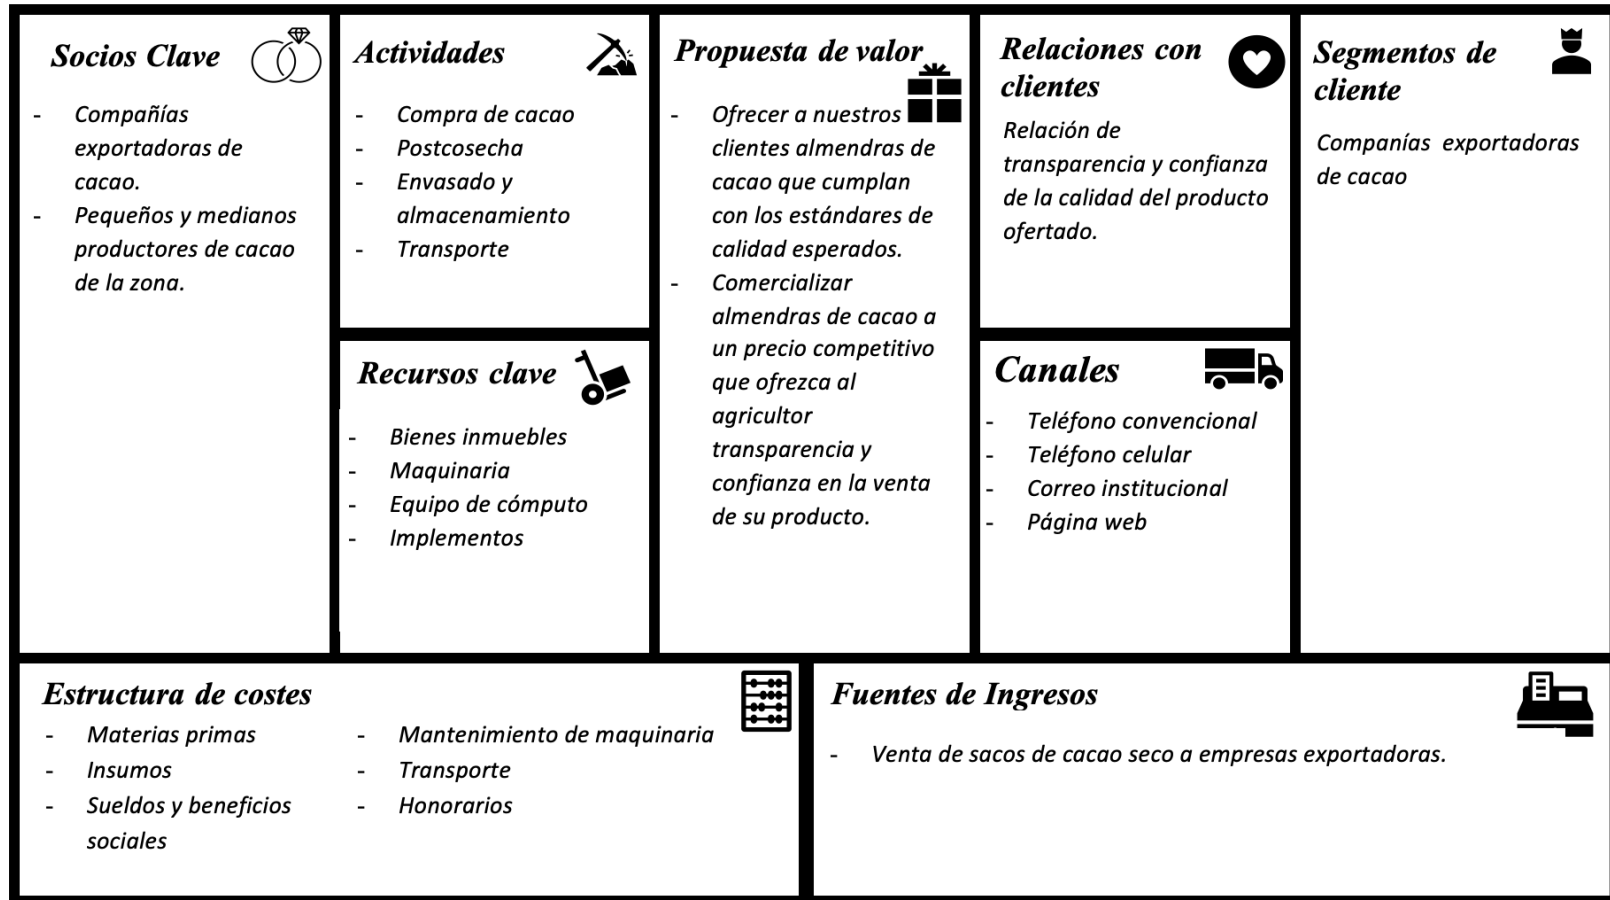 Socios Clave
- Compañías
exportadoras de
cacao.
- Pequeños y medianos
productores de cacao
de la zona.
Actividades
- Compra de cacao
- Postcosecha
- Envasado y
almacenamiento
- Transporte
Recursos clave
- Bienes inmuebles
- Maquinaria
- Equipo de cómputo
- Implementos
Propuesta de valor
- Ofrecer a nuestros
clientes almendras de
cacao que cumplan
con los estándares de
calidad esperados.
- Comercializar
almendras de cacao a
un precio competitivo
que ofrezca al
agricultor
transparencia y
confianza en la venta
de su producto.
Relaciones con
clientes
Relación de
transparencia y confianza
de la calidad del producto
ofertado.
Canales
- Teléfono convencional
- Teléfono celular
- Correo institucional
- Página web
Segmentos de
cliente
Companías exportadoras
de cacao
Estructura de costes
- Materias primas
- Insumos
- Sueldos y beneficios
sociales
- Mantenimiento de maquinaria
- Transporte
- Honorarios
Fuentes de Ingresos
- Venta de sacos de cacao seco a empresas exportadoras.